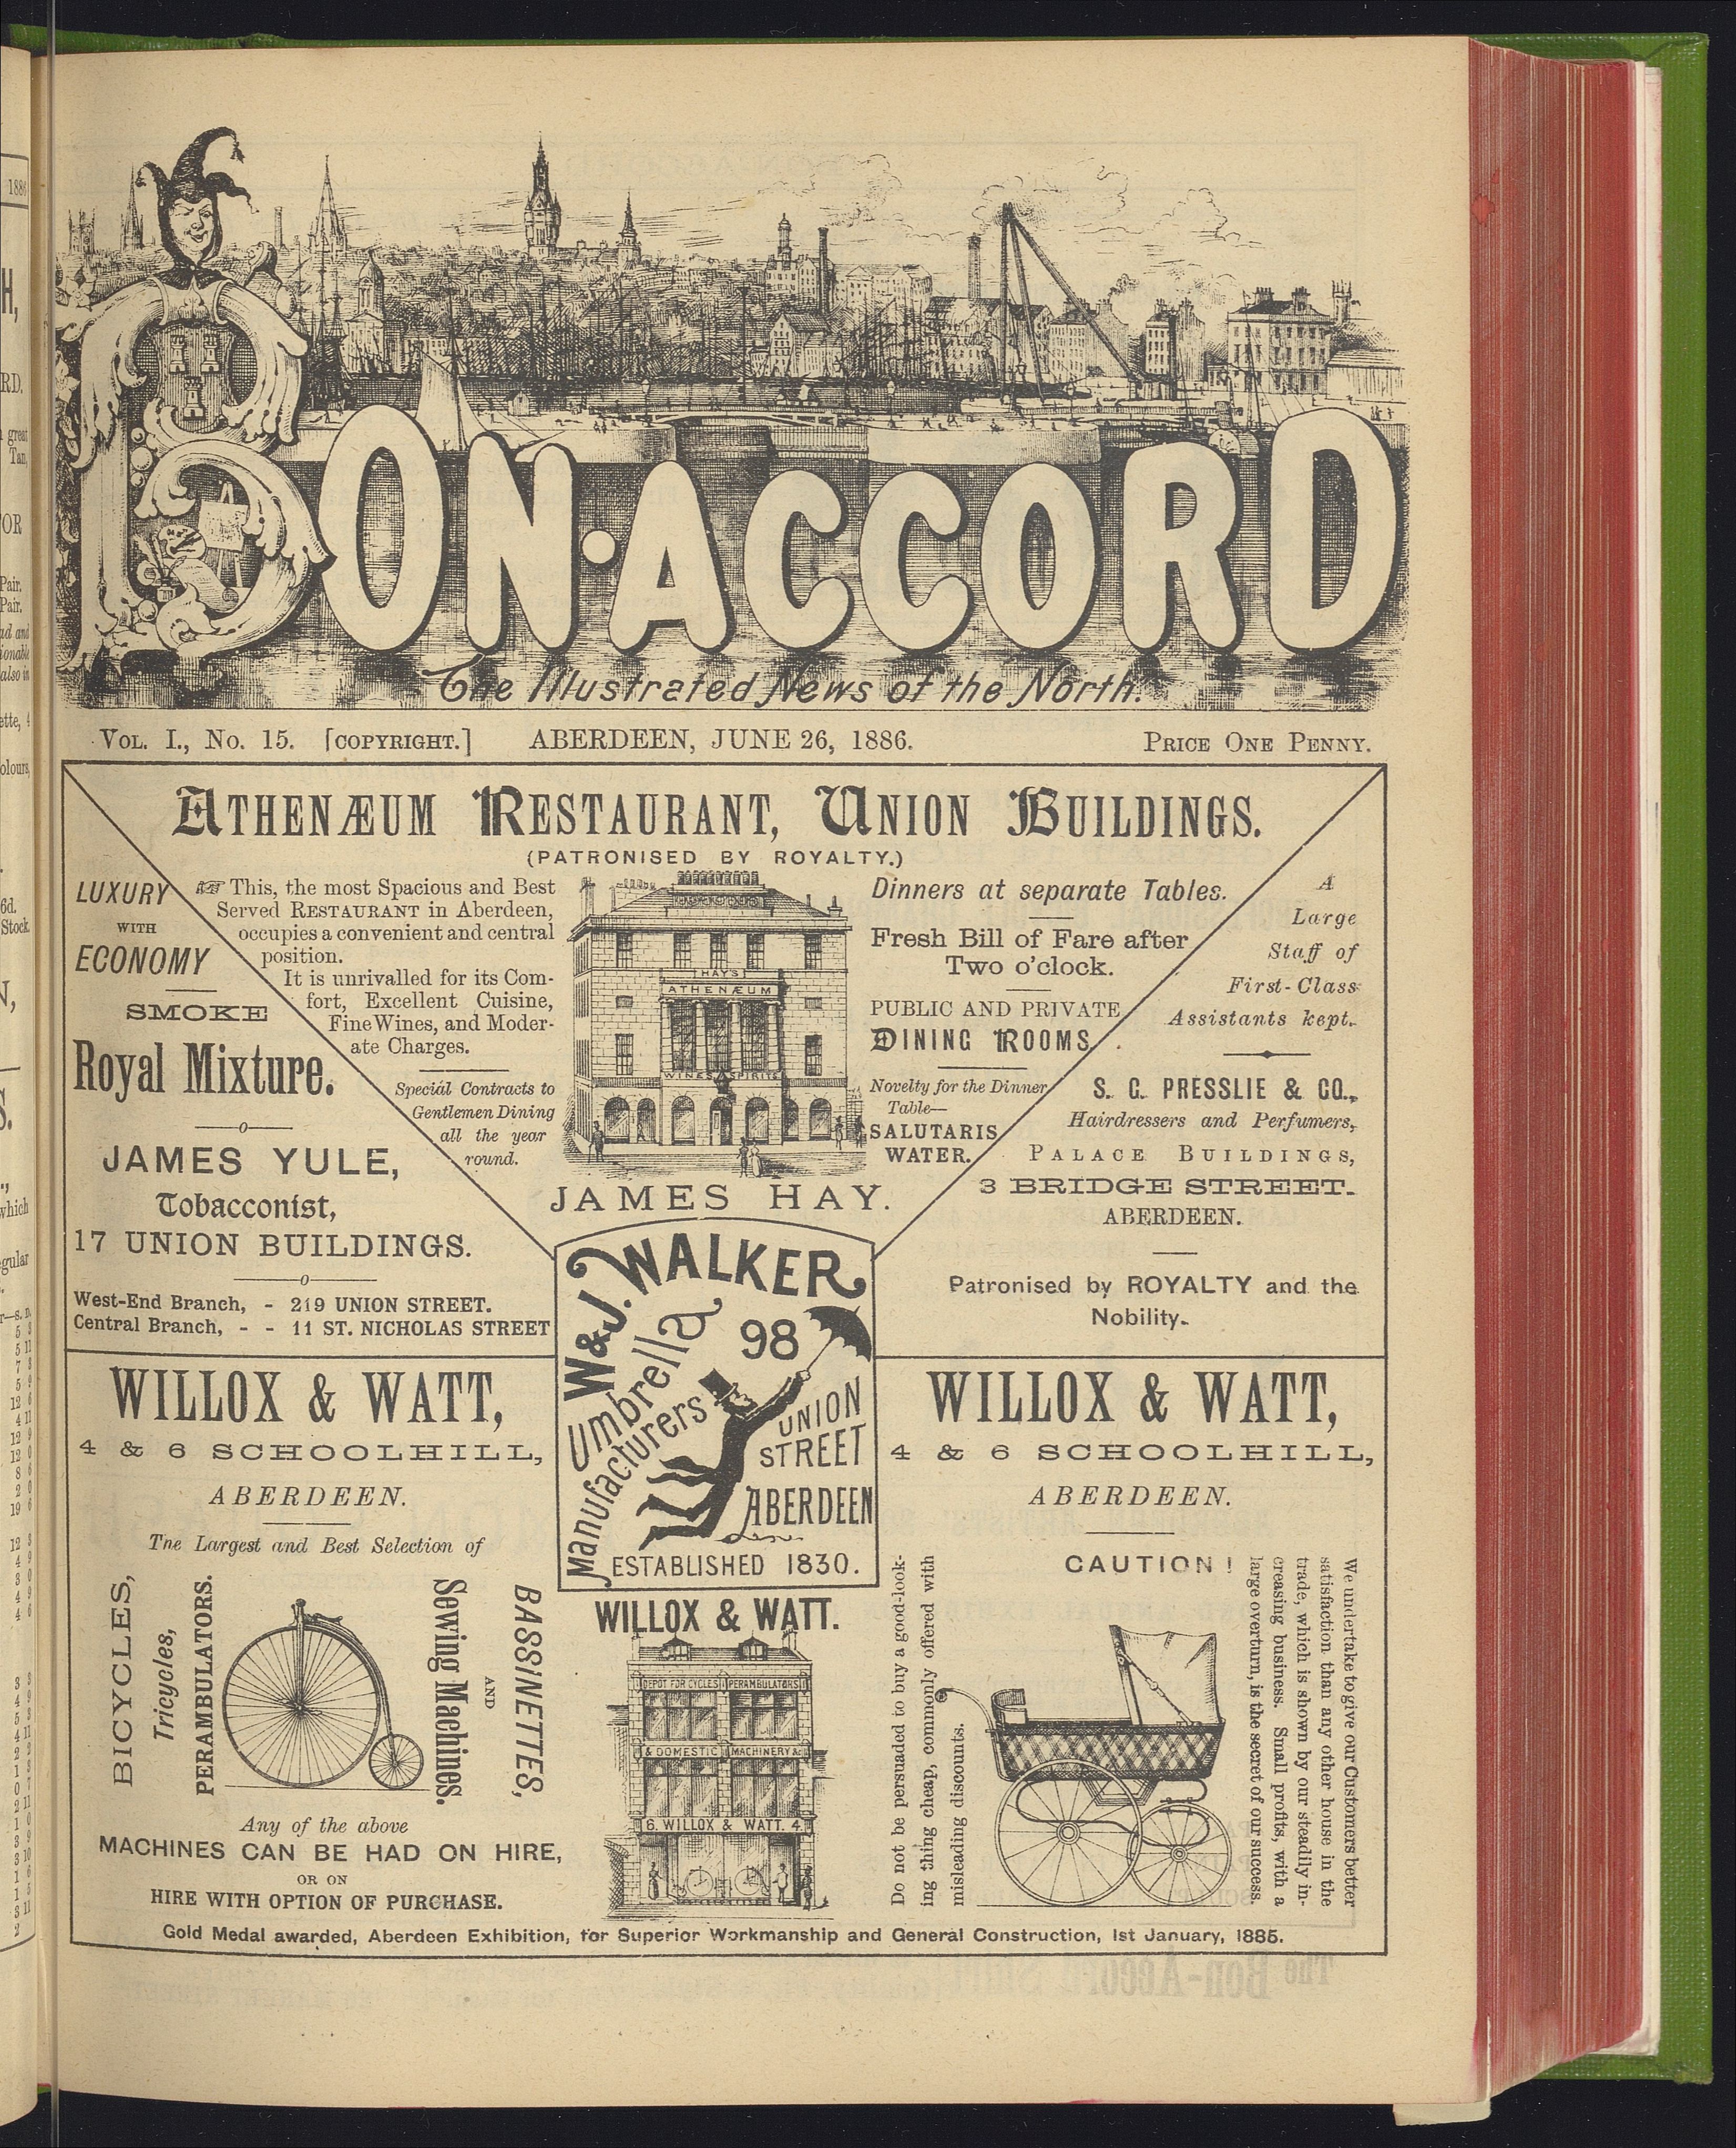 BON·ACCORD
The Illustrated News of the North.
VOL. I., No. 15. [COPYRIGHT.] ABERDEEN, JUNE 26, 1886. PRICE ONE PENNY.
ATHENÆUM RESTAURANT, UNION BUILDINGS.
(PATRONISED BY ROYALTY.)
LUXURY
WITH
ECONOMY
SMOKE
Royal Mixture.
JAMES YULE,
Tobacconist,
17 UNION BUILDINGS.
West-End Branch, - 219 UNION STREET.
Central Branch, - - 11 ST. NICHOLAS STREET
☞ This, the most Spacious and Best
Served RESTAURANT in Aberdeen,
occupies a convenient and central
position.
It is unrivalled for its Com-
fort, Excellent Cuisine,
Fine Wines, and Moder-
ate Charges.
Special Contracts to
Gentlemen Dining
all the year
round.
HAY'S
ATHENÆUM
WINES & SPIRITS
JAMES HAY.
Dinners at separate Tables.
Fresh Bill of Fare after
Two o'clock.
PUBLIC AND PRIVATE
DINING ROOMS.
Novelty for the Dinner
Table—
SALUTARIS
WATER.
A
Large
Staff of
First-Class
Assistants kept.
S. G. PRESSLIE & CO.,
Hairdressers and Perfumers,
PALACE BUILDINGS,
3 BRIDGE STREET.
ABERDEEN.
Patronised by ROYALTY and the
Nobility.
W & J. WALKER
Umbrella
Manufacturers
98
UNION
STREET
ABERDEEN
ESTABLISHED 1830.
WILLOX & WATT,
4 & 6 SCHOOLHILL,
ABERDEEN.
The Largest and Best Selection of
BICYCLES,
Tricycles,
PERAMBULATORS.
Sewing Machines.
AND
BASSINETTES,
Any of the above
MACHINES CAN BE HAD ON HIRE,
OR ON
HIRE WITH OPTION OF PURCHASE.
WILLOX & WATT.
DEPOT FOR CYCLES PERAMBULATORS
& DOMESTIC MACHINERY &c
6. WILLOX & WATT. 4.
WILLOX & WATT,
4 & 6 SCHOOLHILL,
ABERDEEN.
CAUTION!
Do not be persuaded to buy a good-look-
ing thing cheap, commonly offered with
misleading discounts.
We undertake to give our Customers better
satisfaction than any other house in the
trade, which is shown by our steadily in-
creasing business. Small profits, with a
large overturn, is the secret of our success.
Gold Medal awarded, Aberdeen Exhibition, for Superior Workmanship and General Construction, 1st January, 1885.